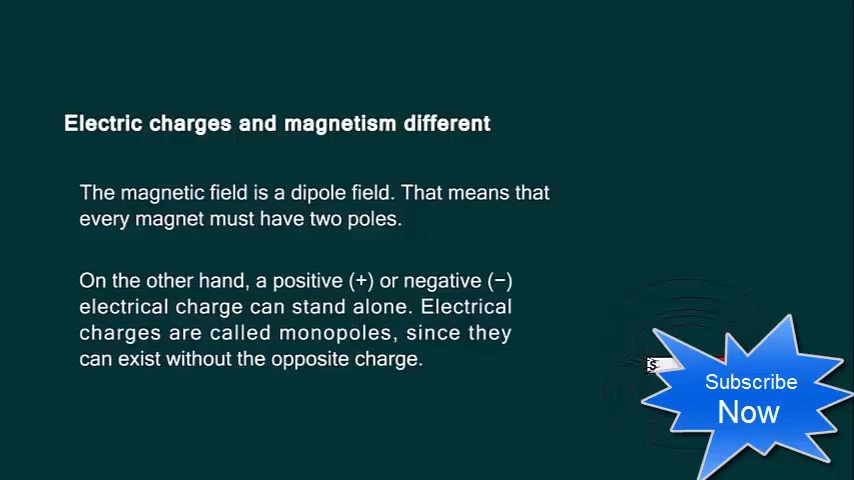 Electric charges and magnetism different
The magnetic field is a dipole field. That means that
every magnet must have two poles.
On the other hand, a positive (+) or negative (−)
electrical charge can stand alone. Electrical
charges are called monopoles, since they
can exist without the opposite charge.
S
Subscribe
Now